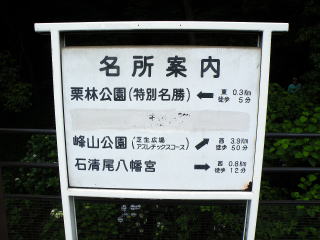 名所案内
栗林公園(特別名勝) ← 東 0.3Km 徒歩 5分
峰山公園(芝生広場 アスレチックスコース) ↗ 西 3.9Km 徒歩 50分
石清尾八幡宮 → 西 0.8Km 徒歩 12分